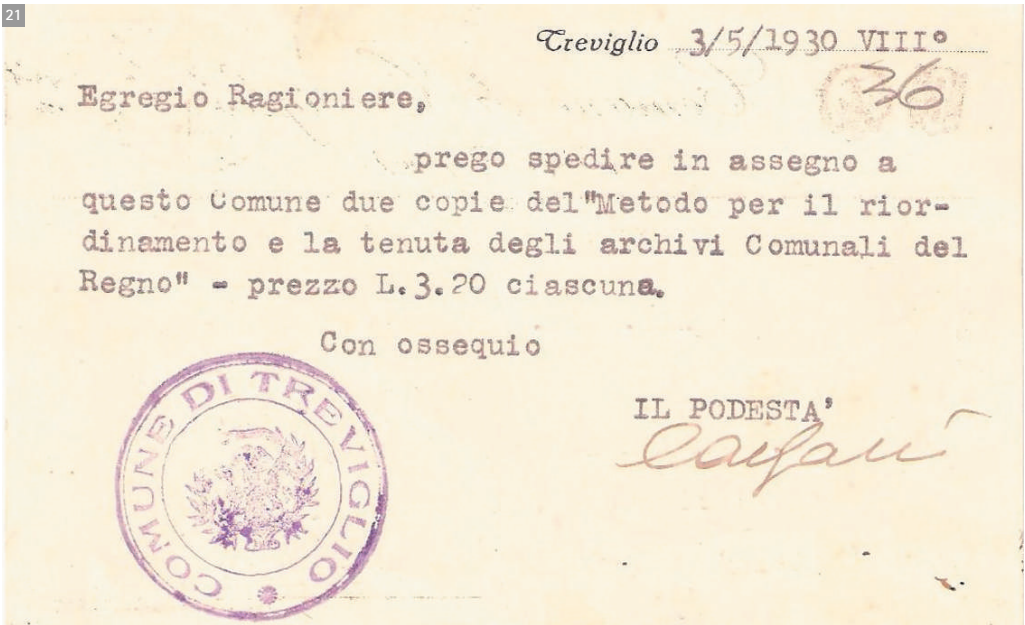 21
Treviglio 3/5/1930 VIII°
36
Egregio Ragioniere,
prego spedire in assegno a
questo Comune due copie del "Metodo per il rior-
dinamento e la tenuta degli archivi Comunali del
Regno" - prezzo L.3.20 ciascuna.
Con ossequio
IL PODESTA'
COMUNE DI TREVIGLIO